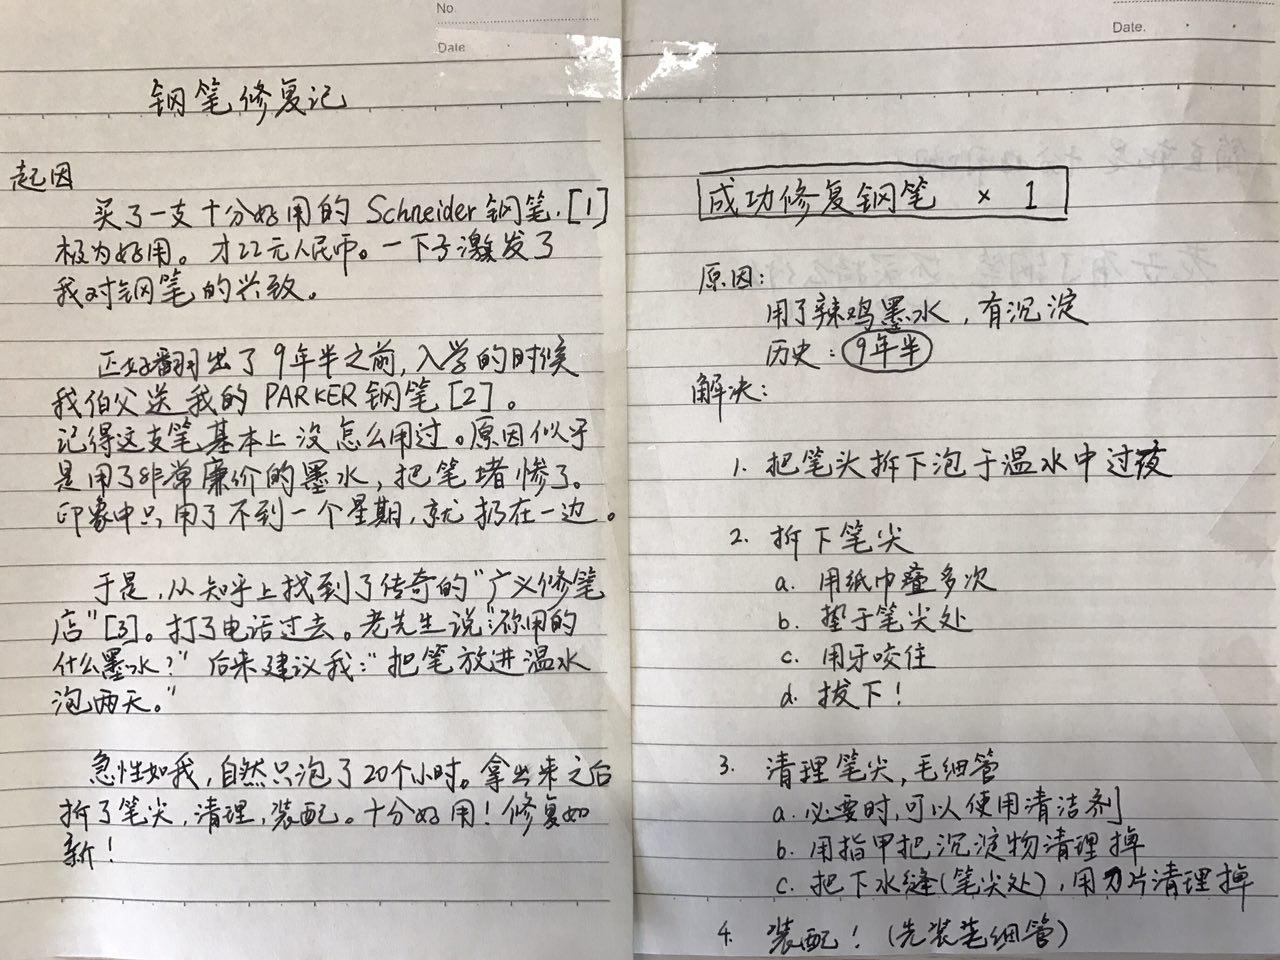 No.
Date
钢笔修复记
起因
买了一支十分好用的 Schneider 钢笔.[1]
极为好用。才22元人民币。一下子激发了
我对钢笔的兴致。
正好翻出了9年半之前,入学的时候
我伯父送我的 PARKER 钢笔[2]。
记得这支笔基本上没怎么用过。原因似乎
是用了非常廉价的墨水,把笔堵惨了。
印象中只用了不到一个星期,就扔在一边。
于是,从知乎上找到了传奇的"广义修笔
店"[3]。打了电话过去。老先生说:"你用的
什么墨水?"后来建议我:"把笔放进温水
泡两天。"
急性如我,自然只泡了20个小时。拿出来之后
拆了笔尖,清理,装配。十分好用!修复如
新!
Date.
成功修复钢笔 × 1
原因:
用了辣鸡墨水,有沉淀
历史:9年半
解决:
1. 把笔头拆下泡于温水中过夜
2. 拆下笔尖
a. 用纸巾叠多次
b. 垫于笔尖处
c. 用牙咬住
d. 拔下!
3. 清理笔尖,毛细管
a. 必要时,可以使用清洁剂
b. 用指甲把沉淀物清理掉
c. 把下水缝(笔尖处),用刀片清理掉
4. 装配!(先装毛细管)